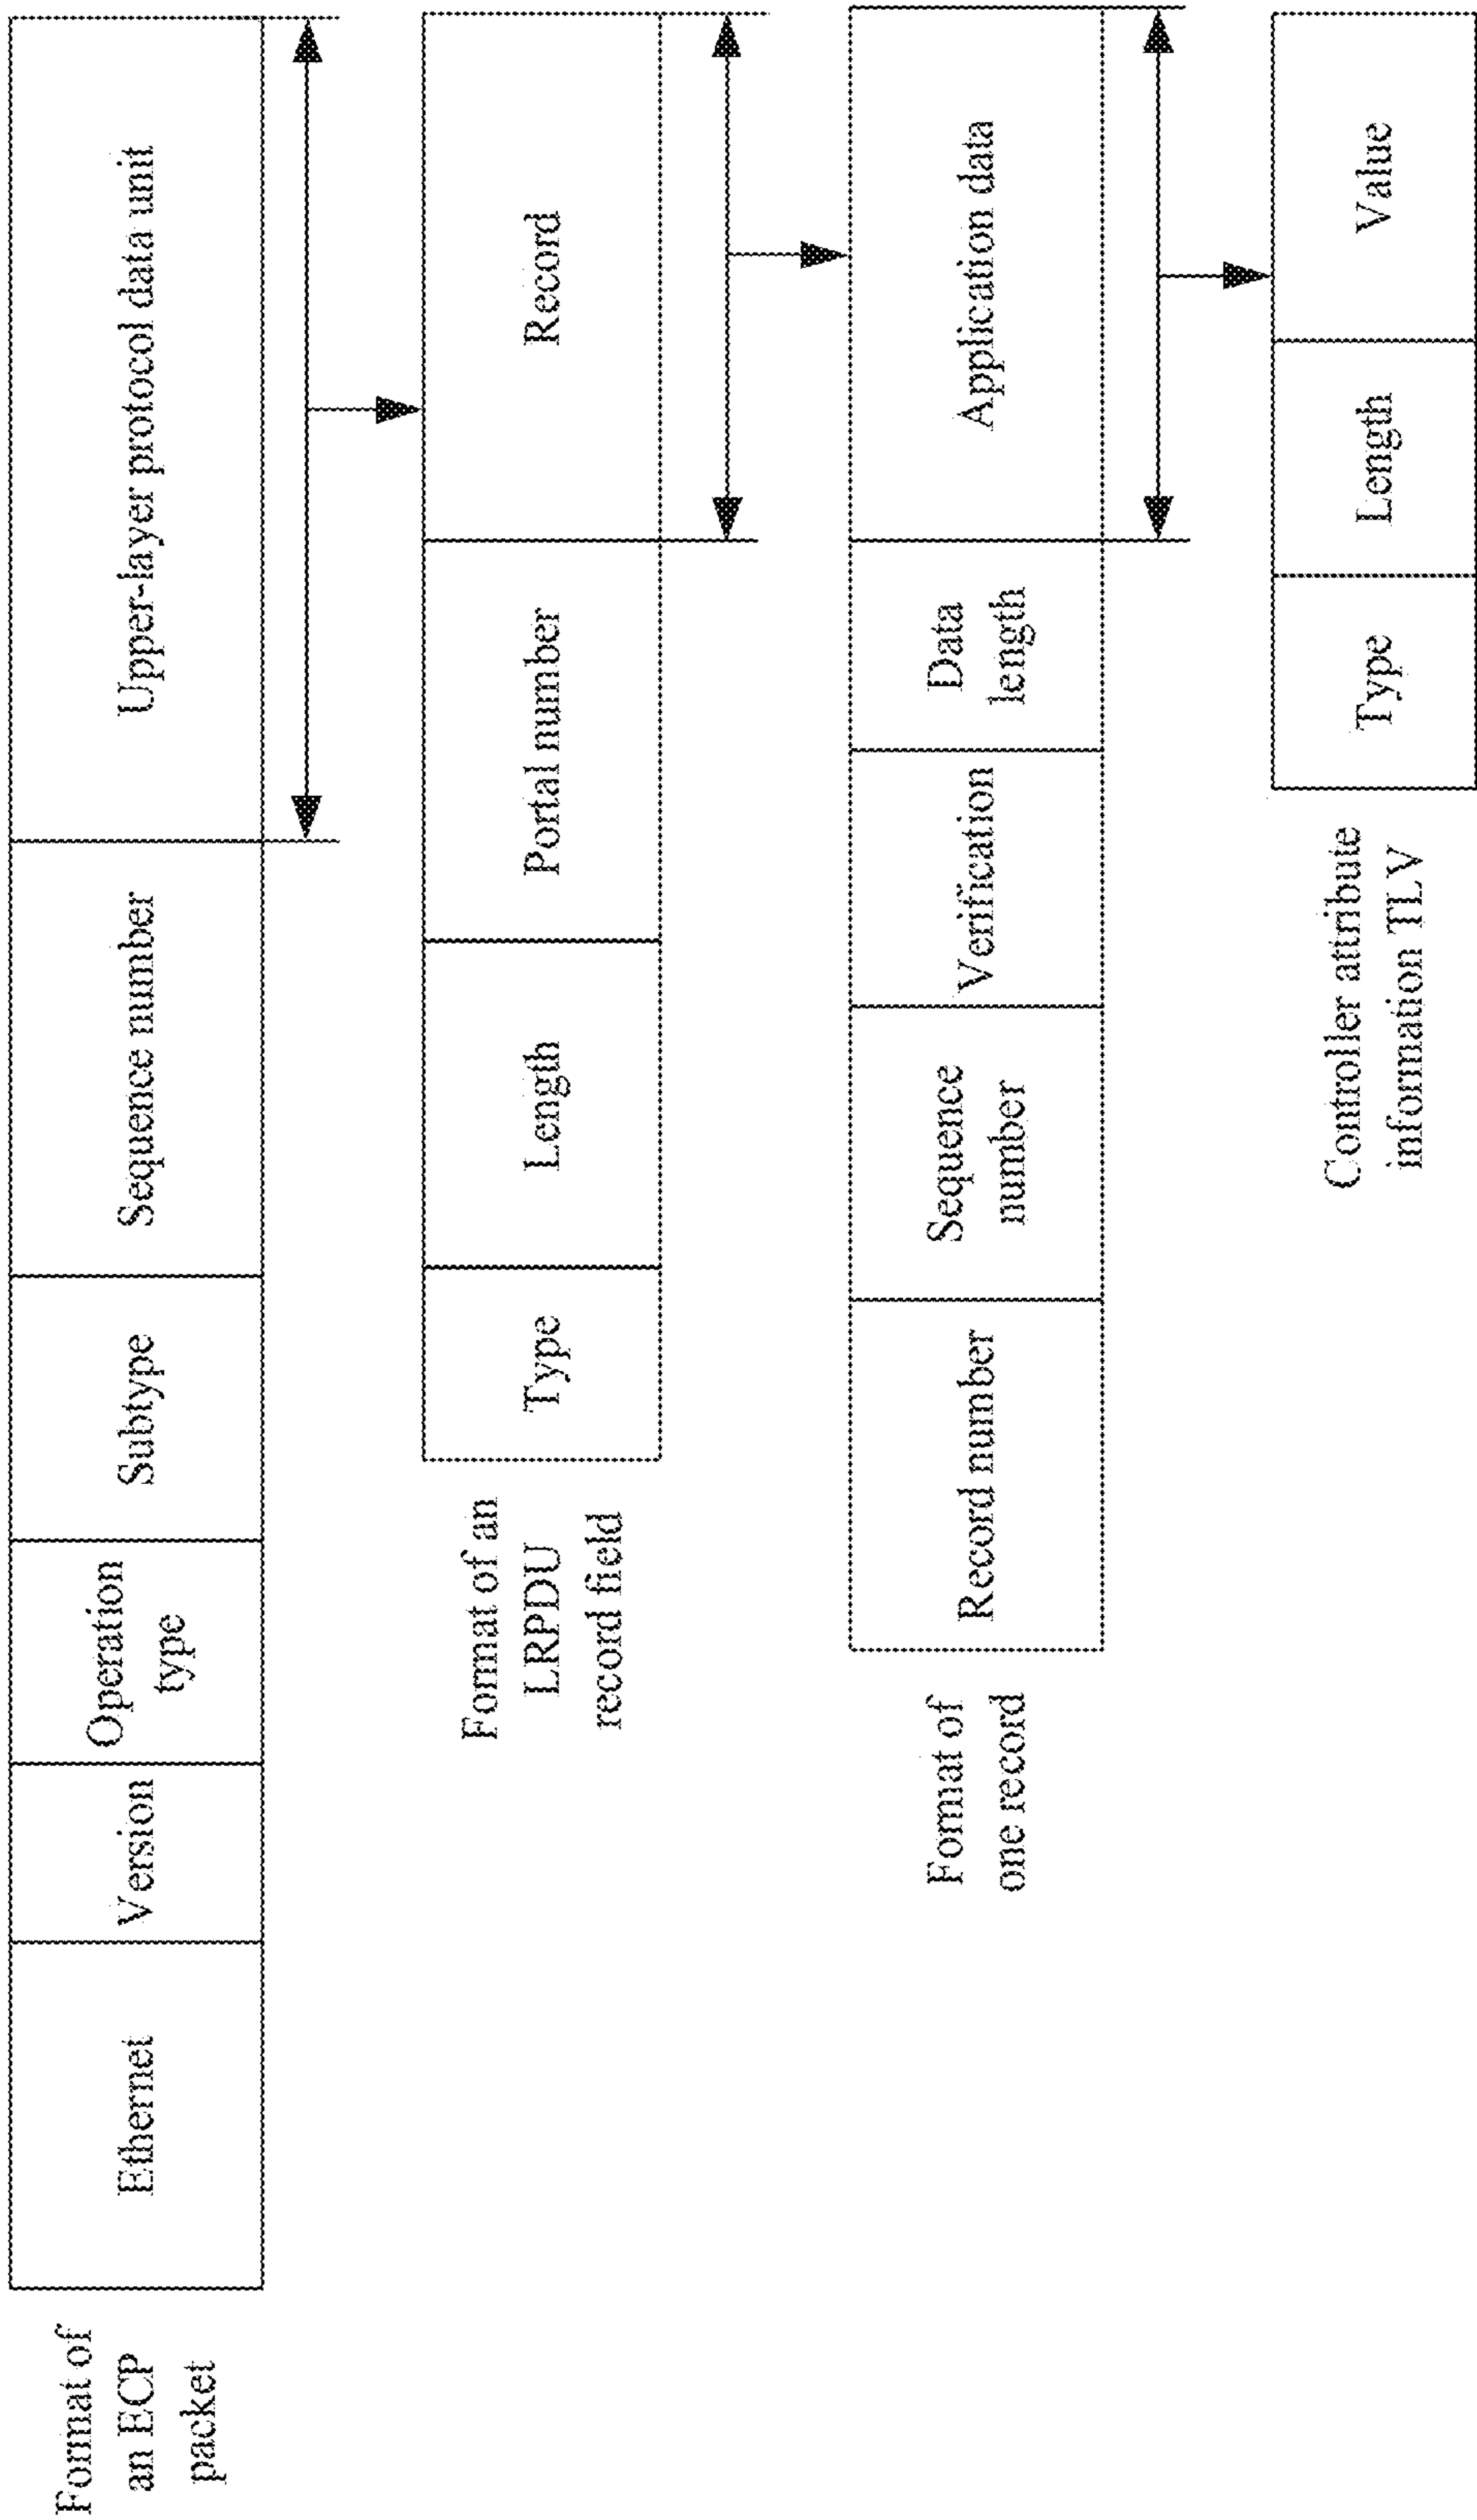 Format of
an ECP
packet
Ethernet
Version
Operation
type
Subtype
Sequence number
Upper-layer protocol data unit
Format of an
LRPDU
record field
Type
Length
Portal number
Record
Format of
one record
Record number
Sequence
number
Verification
Data
length
Application data
Controller attribute
information TLV
Type
Length
Value